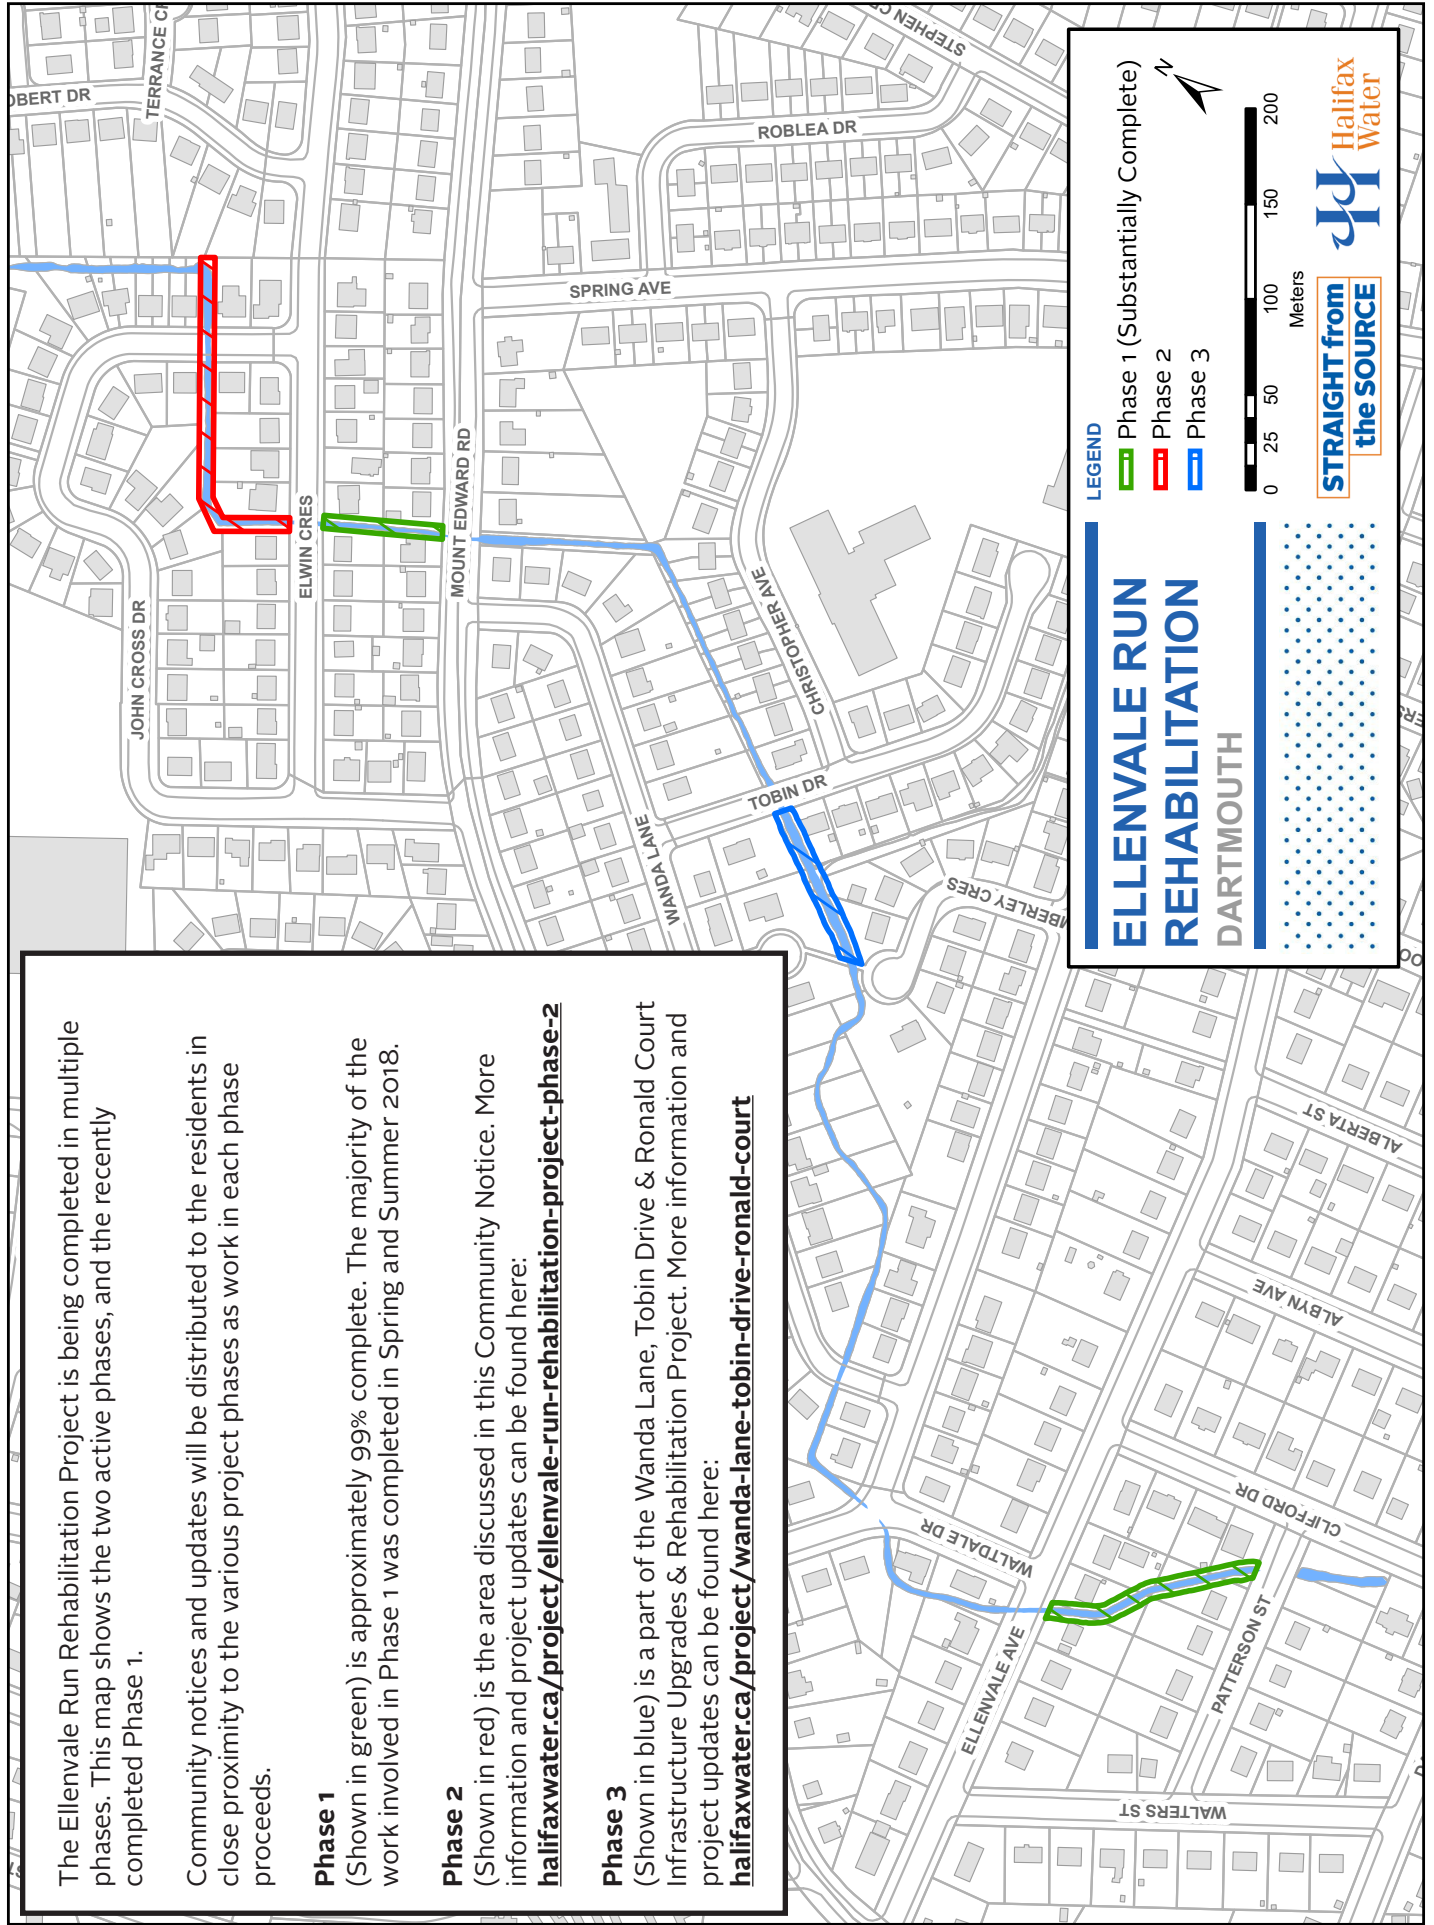 The Ellenvale Run Rehabilitation Project is being completed in multiple
phases. This map shows the two active phases, and the recently
completed Phase 1.
Community notices and updates will be distributed to the residents in
close proximity to the various project phases as work in each phase
proceeds.
Phase 1
(Shown in green) is approximately 99% complete. The majority of the
work involved in Phase 1 was completed in Spring and Summer 2018.
Phase 2
(Shown in red) is the area discussed in this Community Notice. More
information and project updates can be found here:
halifaxwater.ca/project/ellenvale-run-rehabilitation-project-phase-2
Phase 3
(Shown in blue) is a part of the Wanda Lane, Tobin Drive & Ronald Court
Infrastructure Upgrades & Rehabilitation Project. More information and
project updates can be found here:
halifaxwater.ca/project/wanda-lane-tobin-drive-ronald-court
JOHN CROSS DR
ELWIN CRES
MOUNT EDWARD RD
OBERT DR
TERRANCE CR
STEPHEN C
ROBLEA DR
SPRING AVE
CHRISTOPHER AVE
TOBIN DR
WANDA LANE
MBERLEY CRES
WALTDALE DR
ELLENVALE AVE
PATTERSON ST
WALTERS ST
CLIFFORD DR
ALBYN AVE
ALBERTA ST
ELLENVALE RUN
REHABILITATION
DARTMOUTH
LEGEND
Phase 1 (Substantially Complete)
Phase 2
Phase 3
N
0 25 50 100 150 200
Meters
STRAIGHT from
the SOURCE
Halifax
Water